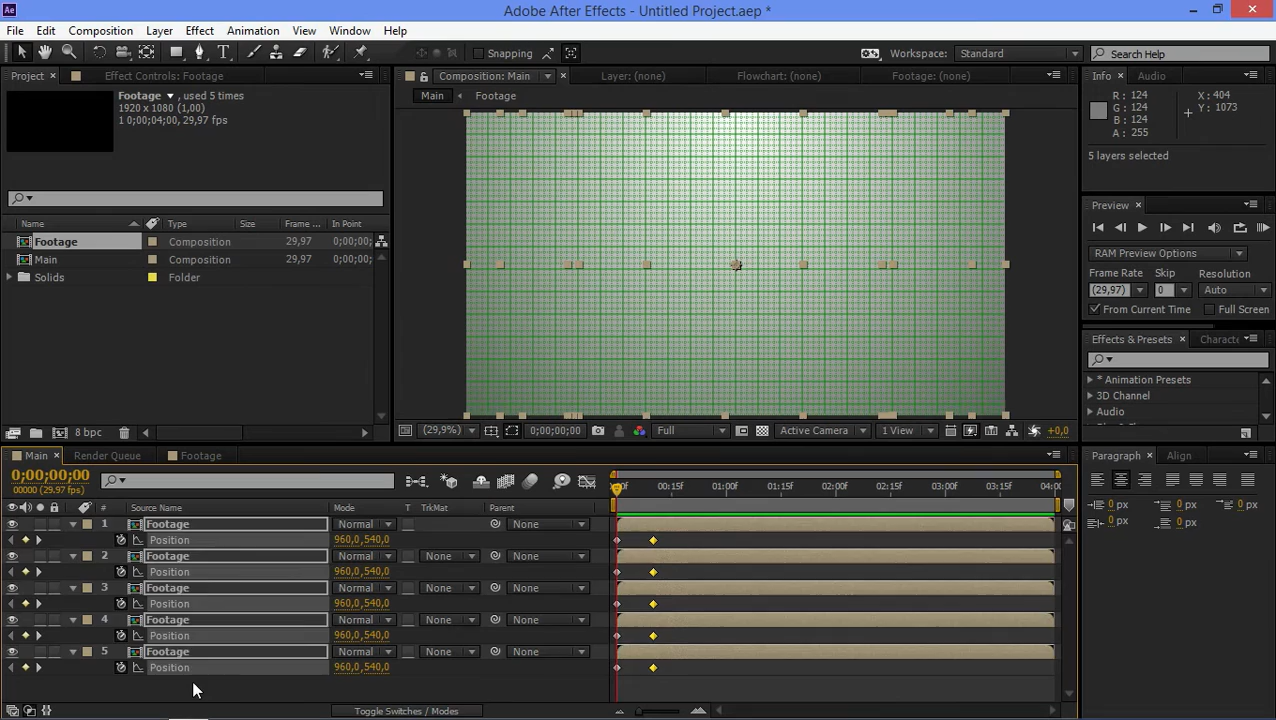 Ae Adobe After Effects - Untitled Project.aep *
File Edit Composition Layer Effect Animation View Window Help
Snapping Workspace: Standard Search Help
Project Effect Controls: Footage
Footage , used 5 times
1920 x 1080 (1,00)
1 0;00;04;00, 29,97 fps
Name Type Size Frame ... In Point
Footage Composition 29,97 0;00;00;
Main Composition 29,97 0;00;00;
Solids Folder
8 bpc
Composition: Main Layer: (none) Flowchart: (none) Footage: (none)
Main Footage
(29,9%) 0;00;00;00 Full Active Camera 1 View +0,0
Info Audio
R : 124 X : 404
G : 124 Y : 1073
B : 124
A : 255
5 layers selected
Preview
RAM Preview Options
Frame Rate Skip Resolution
(29,97) 0 Auto
From Current Time Full Screen
Effects & Presets Characte
* Animation Presets
3D Channel
Audio
Main Render Queue Footage
0;00;00;00
00000 (29.97 fps)
00f 00:15f 01:00f 01:15f 02:00f 02:15f 03:00f 03:15f 04:0
# Source Name Mode T TrkMat Parent
1 Footage Normal None
Position 960,0,540,0
2 Footage Normal None None
Position 960,0,540,0
3 Footage Normal None None
Position 960,0,540,0
4 Footage Normal None None
Position 960,0,540,0
5 Footage Normal None None
Position 960,0,540,0
Toggle Switches / Modes
Paragraph Align
0 px 0 px 0 px
0 px 0 px